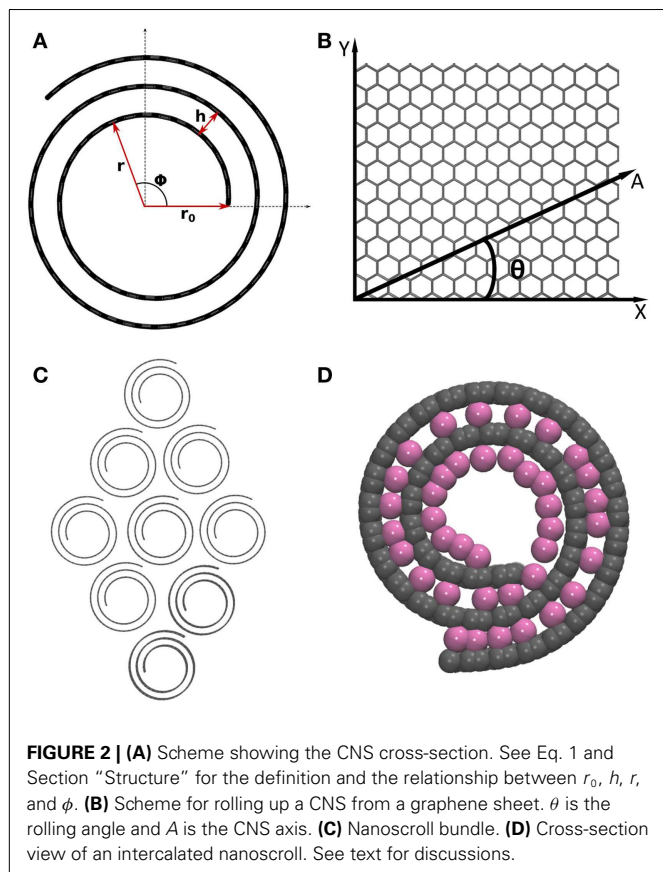 A
h
r
Φ
r₀
B
Y
A
θ
X
C
D
FIGURE 2 | (A) Scheme showing the CNS cross-section. See Eq. 1 and
Section “Structure” for the definition and the relationship between r₀, h, r,
and ϕ. (B) Scheme for rolling up a CNS from a graphene sheet. θ is the
rolling angle and A is the CNS axis. (C) Nanoscroll bundle. (D) Cross-section
view of an intercalated nanoscroll. See text for discussions.